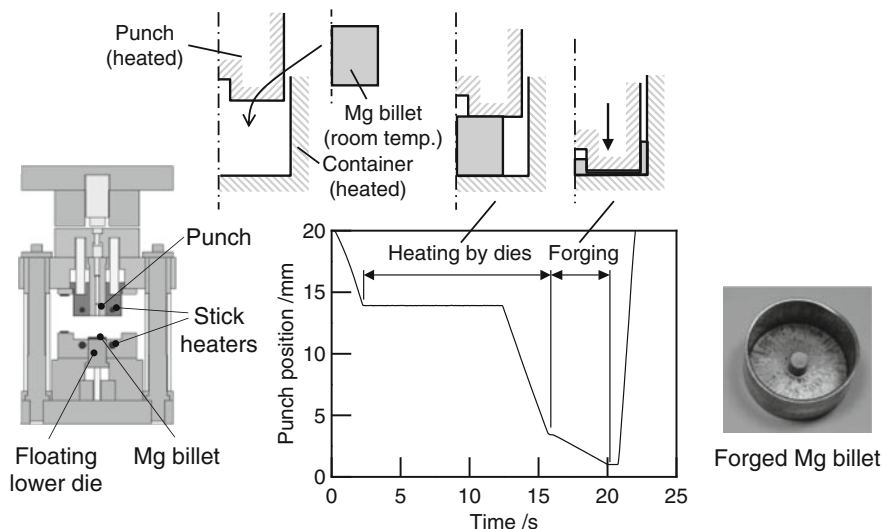 Punch
(heated)
Mg billet
(room temp.)
Container
(heated)
Punch
Stick
heaters
Floating
lower die
Mg billet
20
15
10
5
0
Punch position /mm
Heating by dies
Forging
0
5
10
15
20
25
Time /s
Forged Mg billet